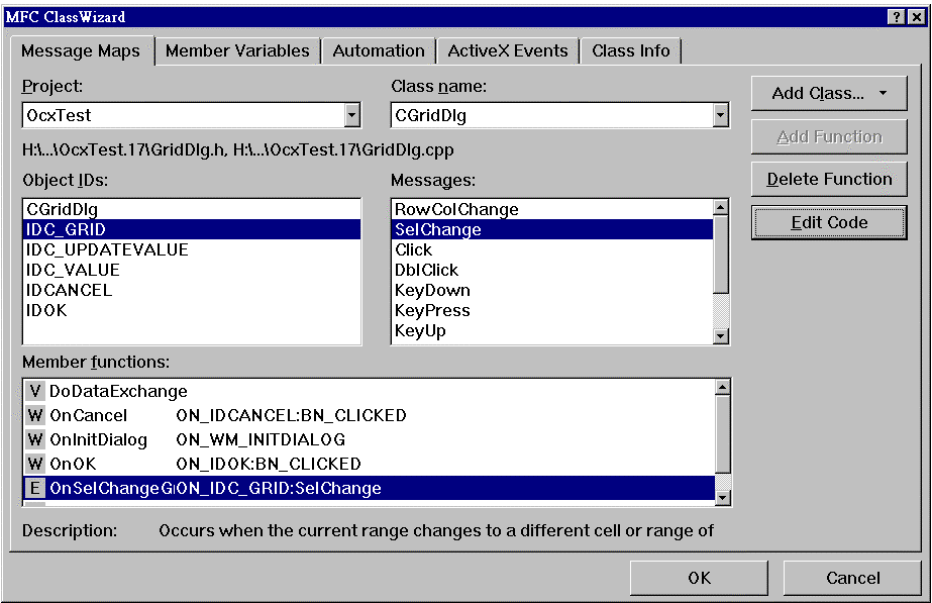 MFC ClassWizard
Message Maps Member Variables Automation ActiveX Events Class Info
Project: Class name:
OcxTest CGridDlg
Add Class...
Add Function
H:\...\OcxTest.17\GridDlg.h, H:\...\OcxTest.17\GridDlg.cpp
Delete Function
Edit Code
Object IDs: Messages:
CGridDlg
IDC_GRID
IDC_UPDATEVALUE
IDC_VALUE
IDCANCEL
IDOK
RowColChange
SelChange
Click
DblClick
KeyDown
KeyPress
KeyUp
Member functions:
V DoDataExchange
W OnCancel ON_IDCANCEL:BN_CLICKED
W OnInitDialog ON_WM_INITDIALOG
W OnOK ON_IDOK:BN_CLICKED
E OnSelChangeG ON_IDC_GRID:SelChange
Description: Occurs when the current range changes to a different cell or range of
OK Cancel